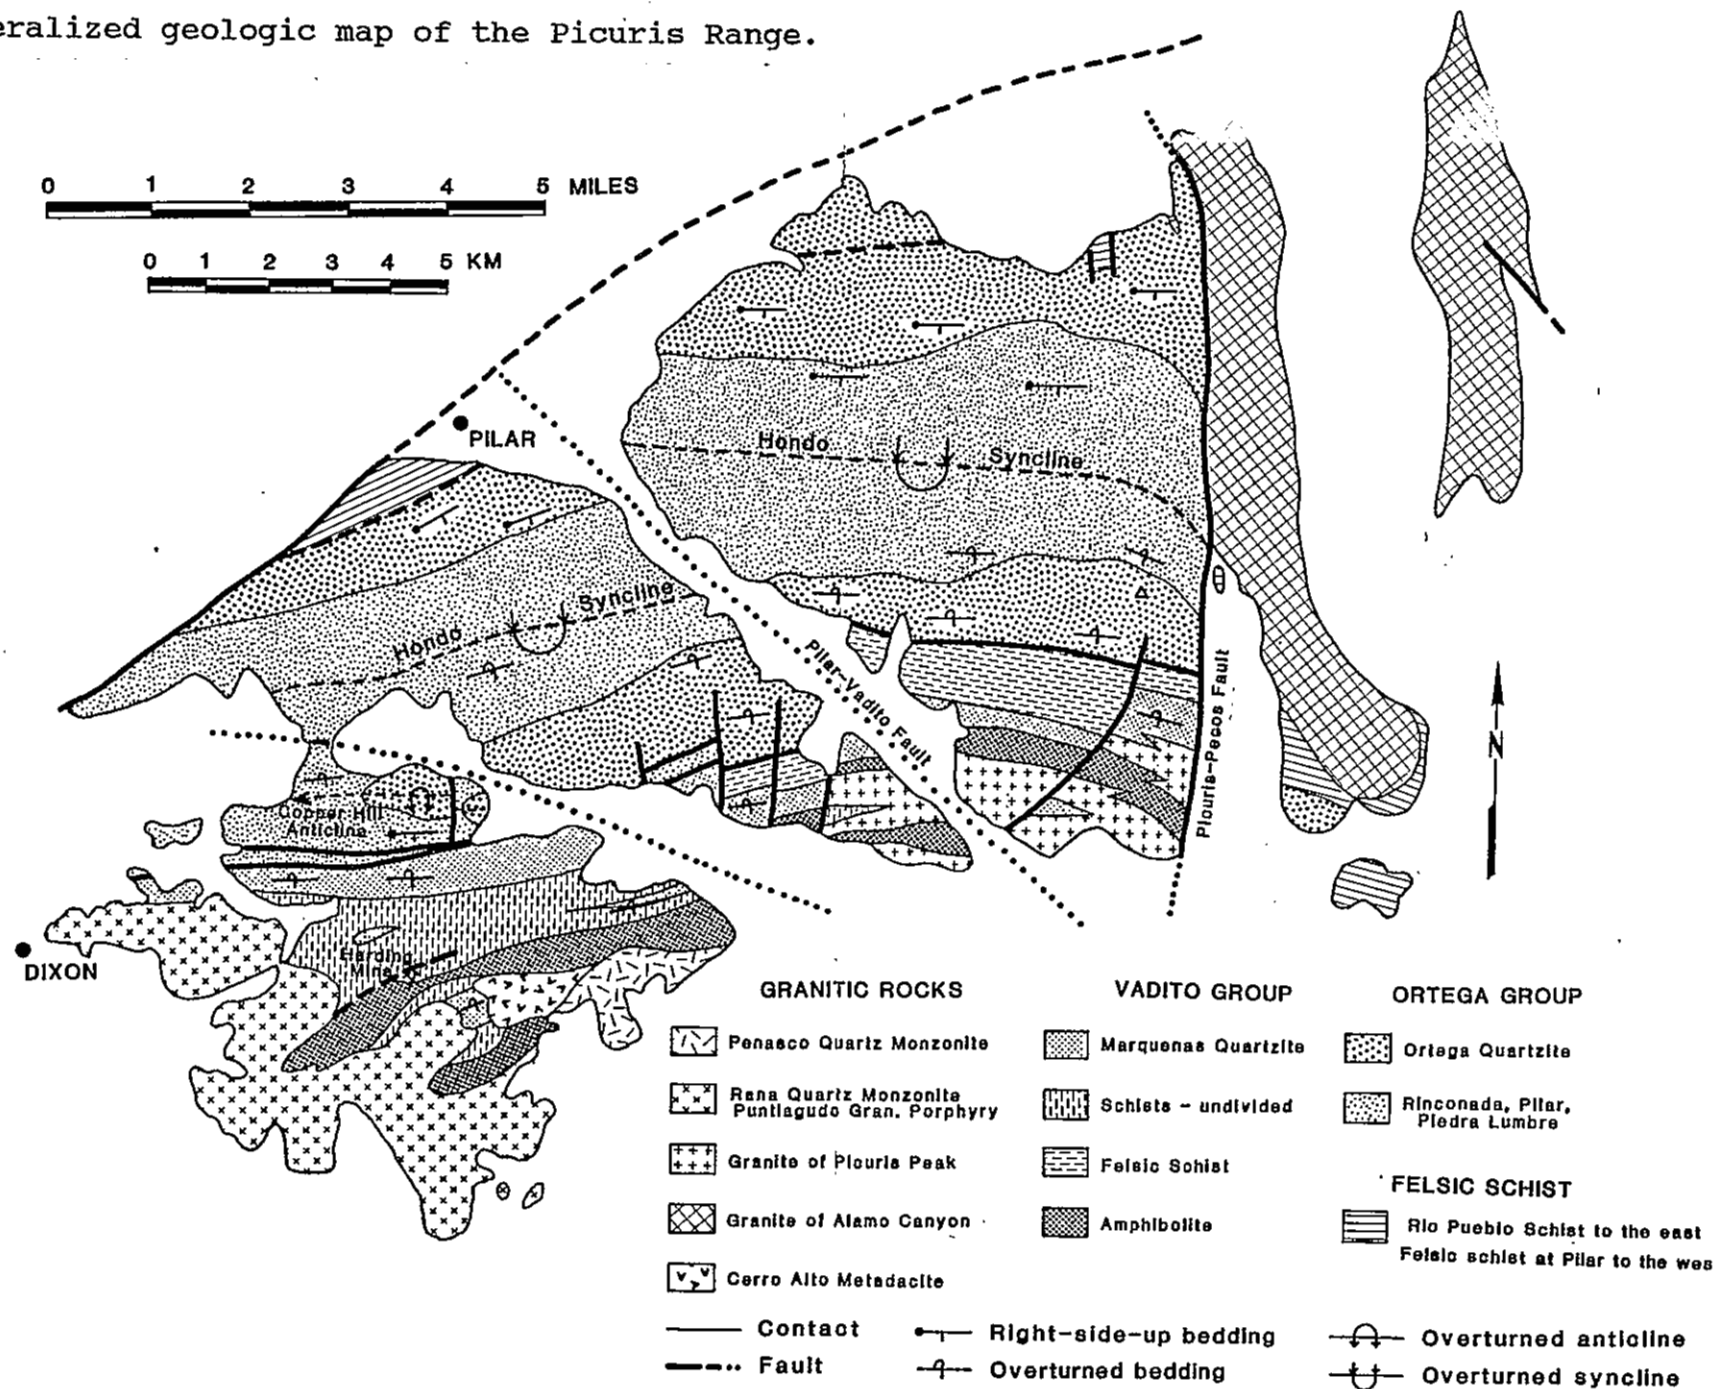 eralized geologic map of the Picuris Range.
0 1 2 3 4 5 MILES
0 1 2 3 4 5 KM
PILAR
Hondo Syncline
Hondo Syncline
Pilar-Vadito Fault
Picuris-Pecos Fault
N
Copper Hill
Anticline
Harding
Mine
DIXON
GRANITIC ROCKS
Penasco Quartz Monzonite
Rana Quartz Monzonite
Puntiagudo Gran. Porphyry
Granite of Picuris Peak
Granite of Alamo Canyon
Cerro Alto Metadacite
VADITO GROUP
Marquenas Quartzite
Schists - undivided
Felsic Schist
Amphibolite
ORTEGA GROUP
Ortega Quartzite
Rinconada, Pilar,
Piedra Lumbre
FELSIC SCHIST
Rio Pueblo Schist to the east
Felsic schist at Pilar to the wes
Contact
Fault
Right-side-up bedding
Overturned bedding
Overturned anticline
Overturned syncline